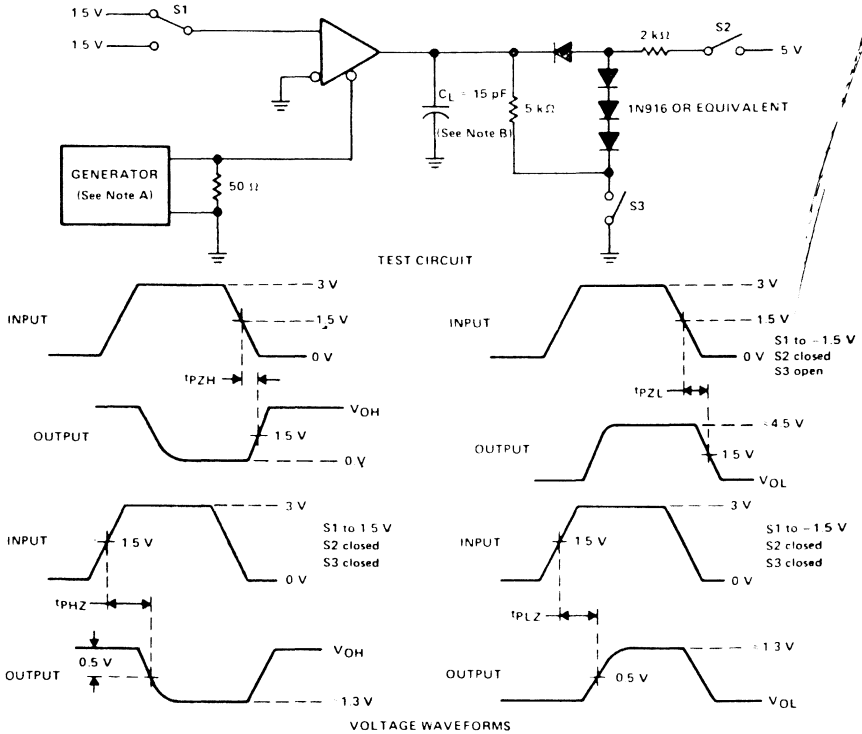 1.5 V
S1
1.5 V
2 kΩ
S2
5 V
CL = 15 pF
(See Note B)
5 kΩ
1N916 OR EQUIVALENT
GENERATOR
(See Note A)
50 Ω
S3
TEST CIRCUIT
INPUT
3 V
1.5 V
0 V
tPZH
OUTPUT
VOH
1.5 V
0 V
INPUT
3 V
1.5 V
0 V
S1 to −1.5 V
S2 closed
S3 open
tPZL
OUTPUT
≈4.5 V
1.5 V
VOL
INPUT
3 V
1.5 V
0 V
S1 to 1.5 V
S2 closed
S3 closed
tPHZ
OUTPUT
0.5 V
VOH
≈1.3 V
INPUT
3 V
1.5 V
0 V
S1 to −1.5 V
S2 closed
S3 closed
tPLZ
OUTPUT
≈1.3 V
0.5 V
VOL
VOLTAGE WAVEFORMS